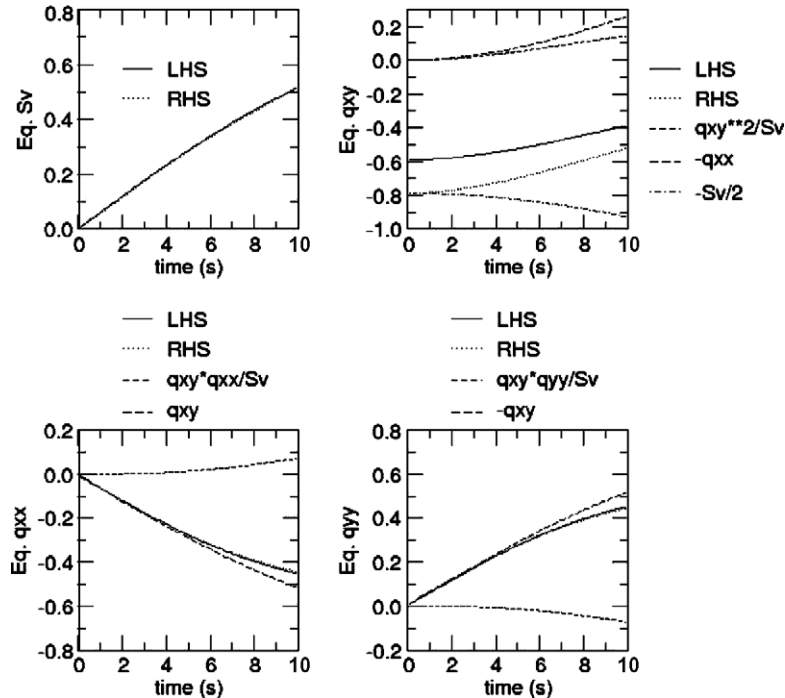 0.8
0.6
0.4
0.2
0.0
Eq. Sv
LHS
RHS
0 2 4 6 8 10
time (s)
0.2
0.0
-0.2
-0.4
-0.6
-0.8
-1.0
Eq. qxy
0 2 4 6 8 10
time (s)
LHS
RHS
qxy**2/Sv
-qxx
-Sv/2
LHS
RHS
qxy*qxx/Sv
qxy
0.2
0.0
-0.2
-0.4
-0.6
-0.8
Eq. qxx
0 2 4 6 8 10
time (s)
LHS
RHS
qxy*qyy/Sv
-qxy
0.8
0.6
0.4
0.2
0.0
-0.2
Eq. qyy
0 2 4 6 8 10
time (s)